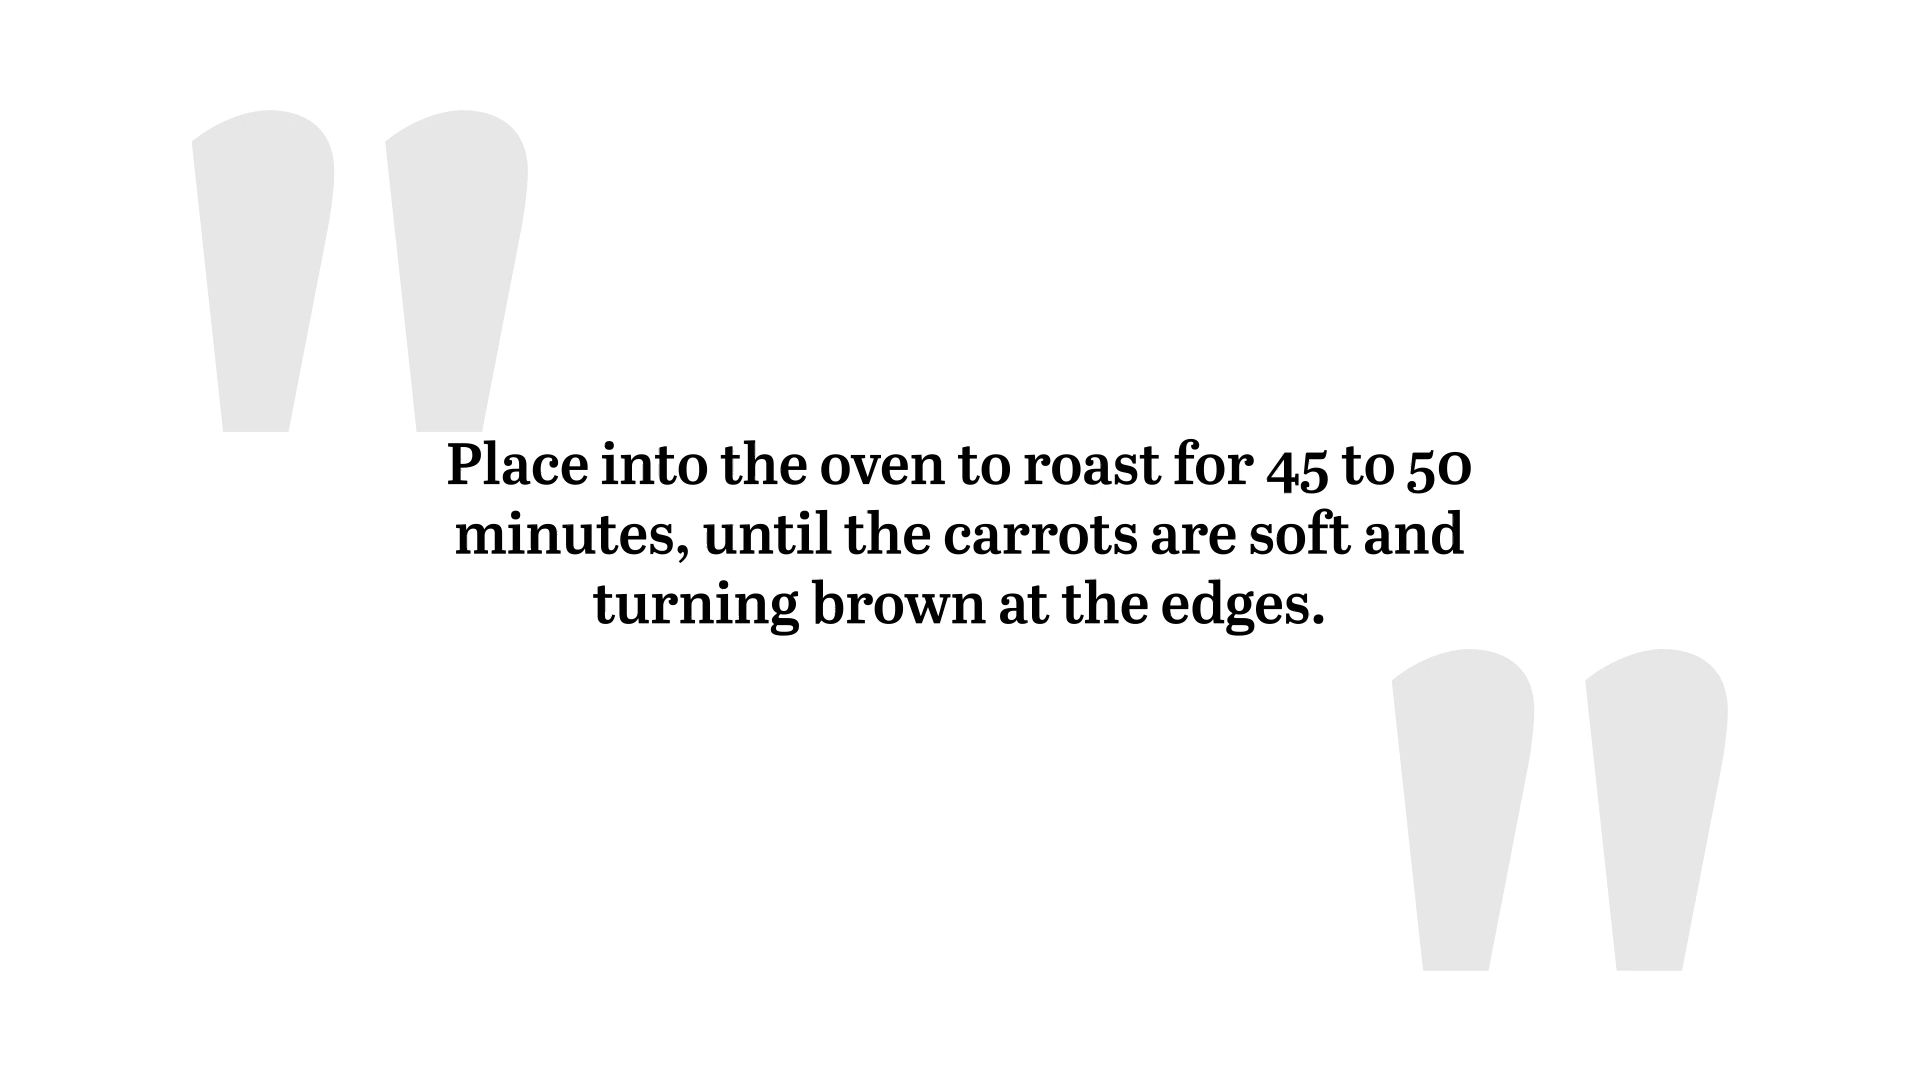 Place into the oven to roast for 45 to 50
minutes, until the carrots are soft and
turning brown at the edges.